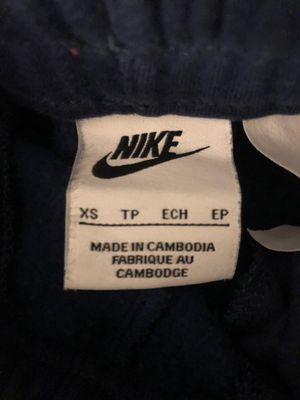 NIKE
XS TP ECH EP
MADE IN CAMBODIA
FABRIQUE AU
CAMBODGE